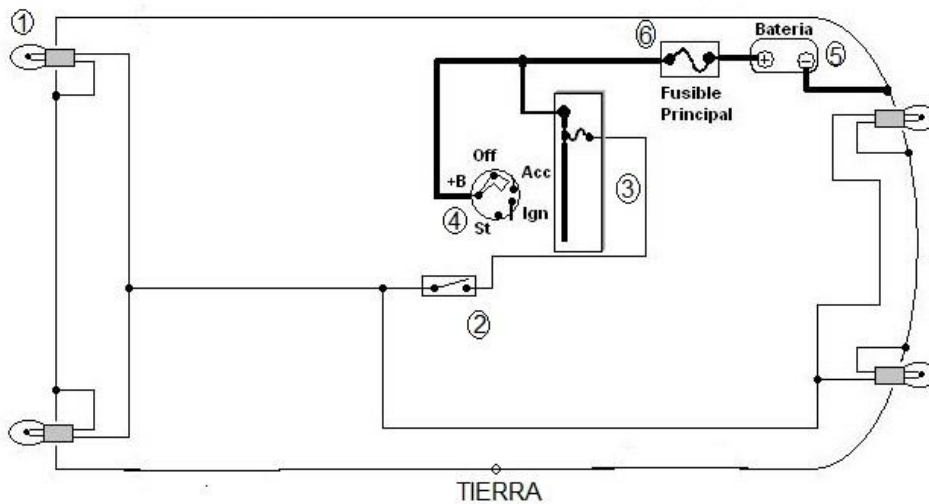 ①
⑥
Bateria
⑤
Fusible
Principal
Off
+B
Acc
③
④
St
Ign
②
TIERRA